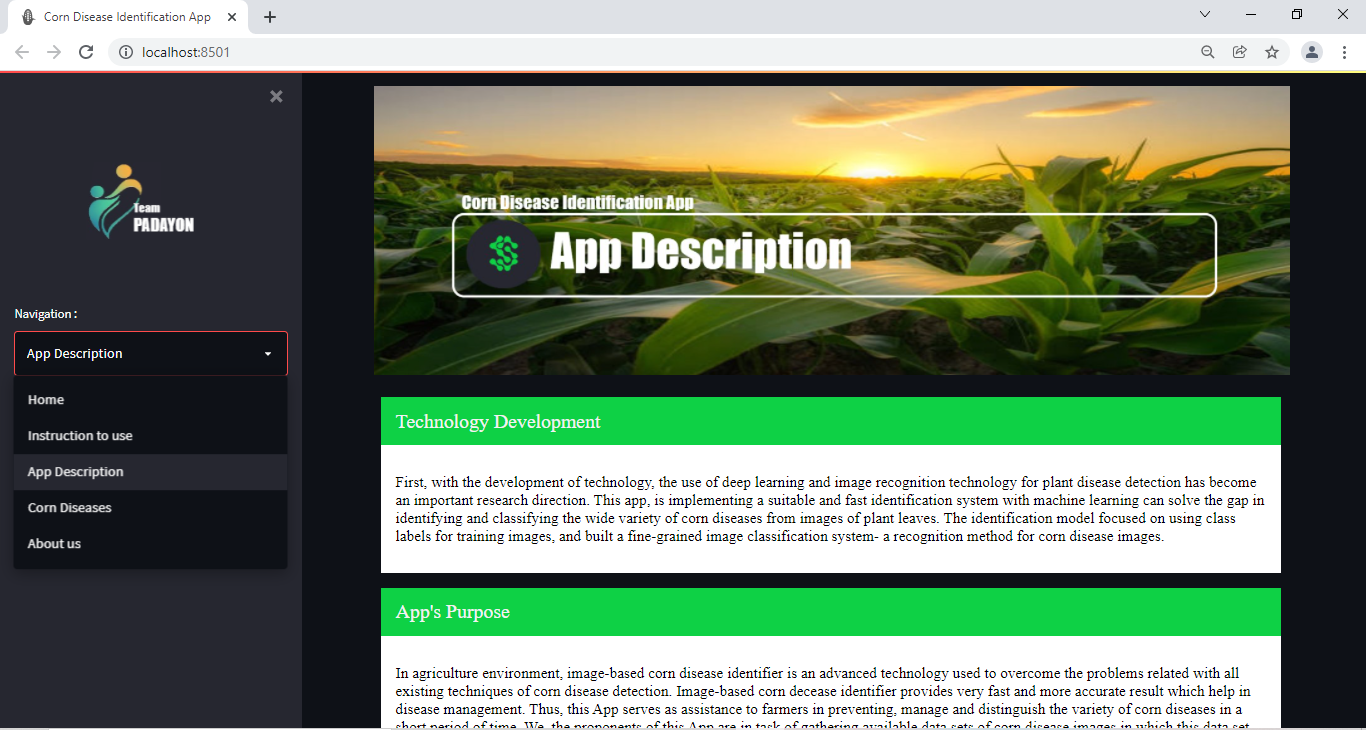 Corn Disease Identification App
localhost:8501
Team
PADAYON
Navigation :
App Description
Home
Instruction to use
App Description
Corn Diseases
About us
Corn Disease Identification App
App Description
Technology Development
First, with the development of technology, the use of deep learning and image recognition technology for plant disease detection has become
an important research direction. This app, is implementing a suitable and fast identification system with machine learning can solve the gap in
identifying and classifying the wide variety of corn diseases from images of plant leaves. The identification model focused on using class
labels for training images, and built a fine-grained image classification system- a recognition method for corn disease images.
App's Purpose
In agriculture environment, image-based corn disease identifier is an advanced technology used to overcome the problems related with all
existing techniques of corn disease detection. Image-based corn decease identifier provides very fast and more accurate result which help in
disease management. Thus, this App serves as assistance to farmers in preventing, manage and distinguish the variety of corn diseases in a
short period of time. We, the proponents of this App are in task of gathering available data sets of corn disease images in which this data set